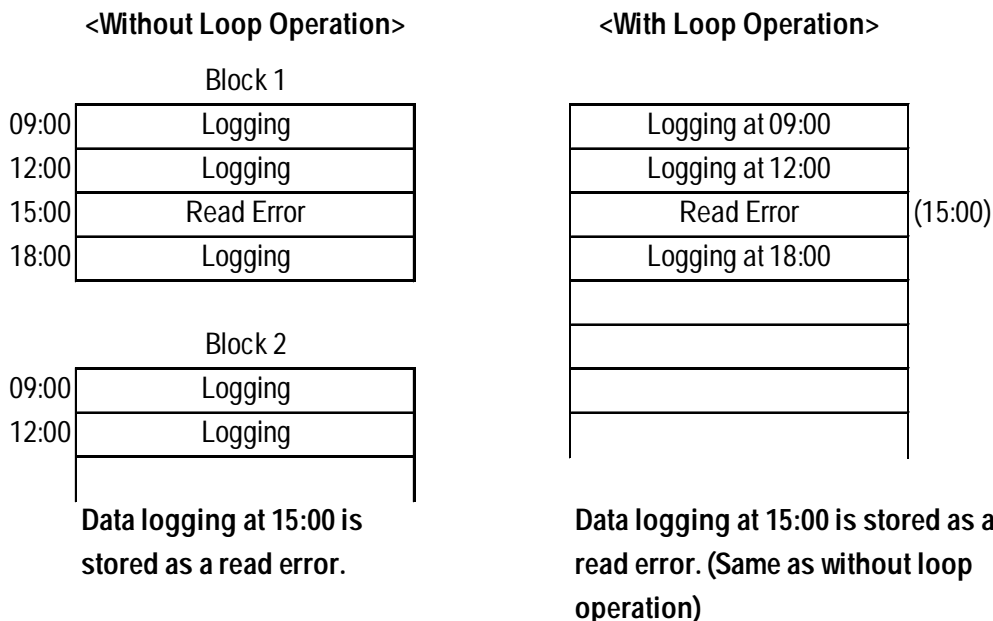 <Without Loop Operation>
Block 1
09:00 Logging
12:00 Logging
15:00 Read Error
18:00 Logging
Block 2
09:00 Logging
12:00 Logging
Data logging at 15:00 is
stored as a read error.
<With Loop Operation>
Logging at 09:00
Logging at 12:00
Read Error (15:00)
Logging at 18:00
Data logging at 15:00 is stored as a
read error. (Same as without loop
operation)